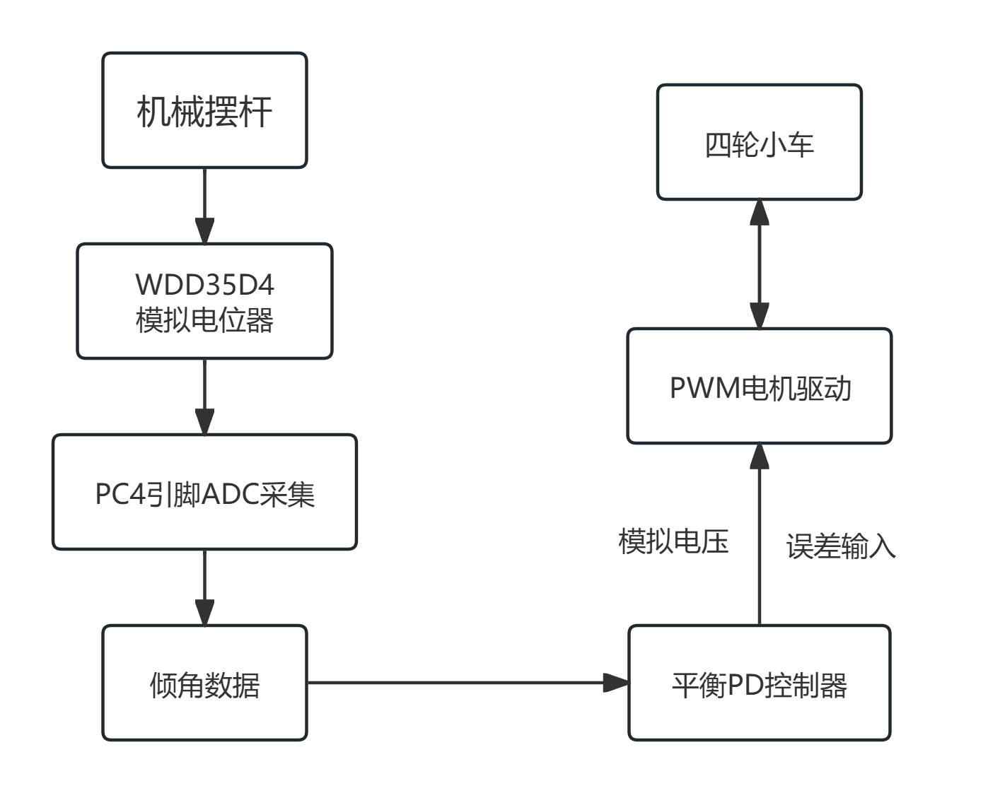 机械摆杆
WDD35D4
模拟电位器
PC4引脚ADC采集
倾角数据
四轮小车
PWM电机驱动
模拟电压
误差输入
平衡PD控制器